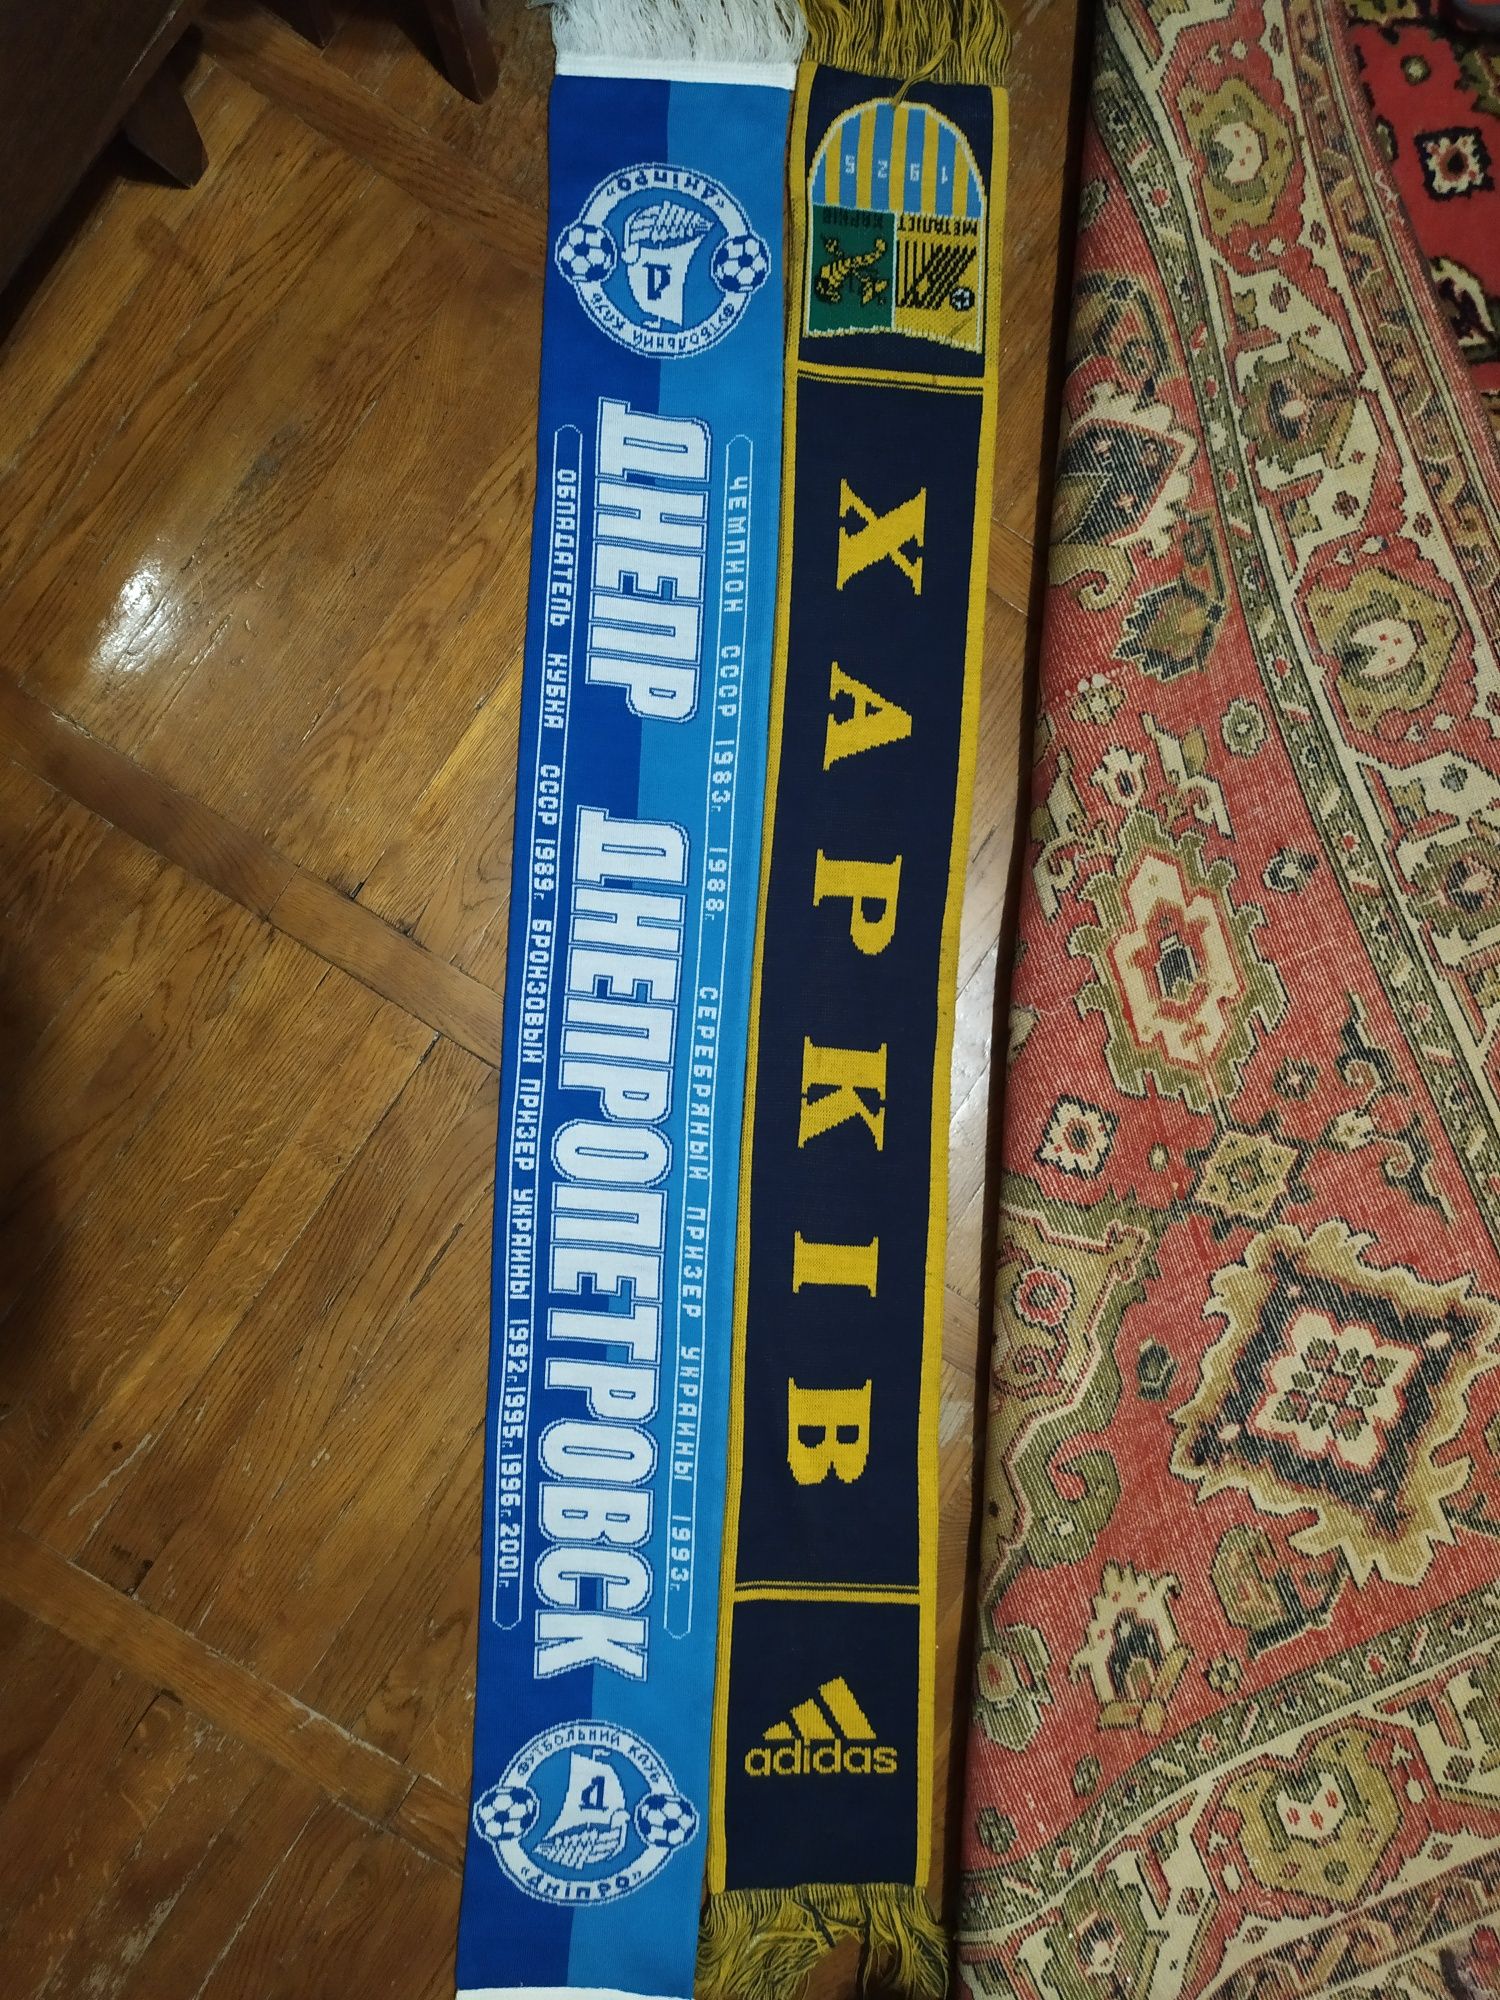 «ДНІПРО»
ФУТБОЛЬНИЙ КЛУБ
Д
ЧЕМПИОН СССР 1983г. 1988г. СЕРЕБРЯНЫЙ ПРИЗЕР УКРАИНЫ 1993г.
ДНЕПР ДНЕПРОПЕТРОВСК
ОБЛАДАТЕЛЬ КУБКА СССР 1989г. БРОНЗОВЫЙ ПРИЗЕР УКРАИНЫ 1992г. 1995г. 1996г. 2001г.
ФУТБОЛЬНИЙ КЛУБ
Д
«ДНІПРО»
1925
МЕТАЛІСТ
ХАРКІВ
ХАРКІВ
adidas